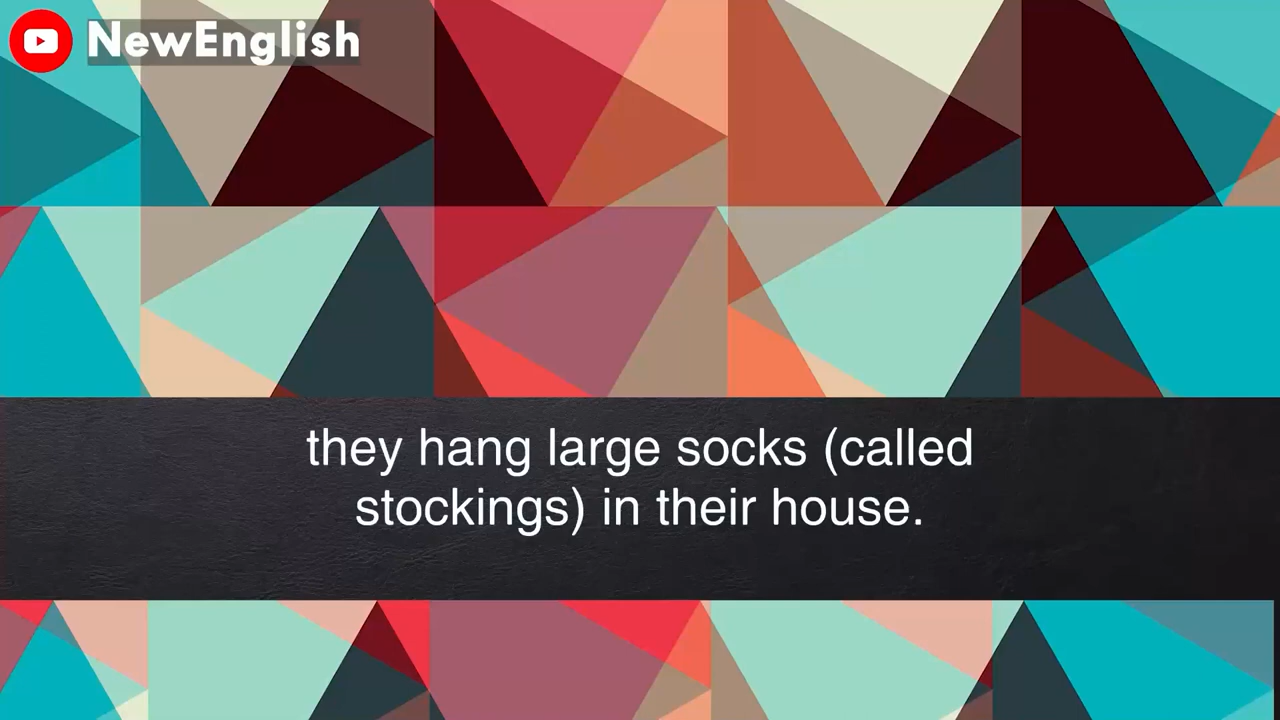 NewEnglish
they hang large socks (called
stockings) in their house.